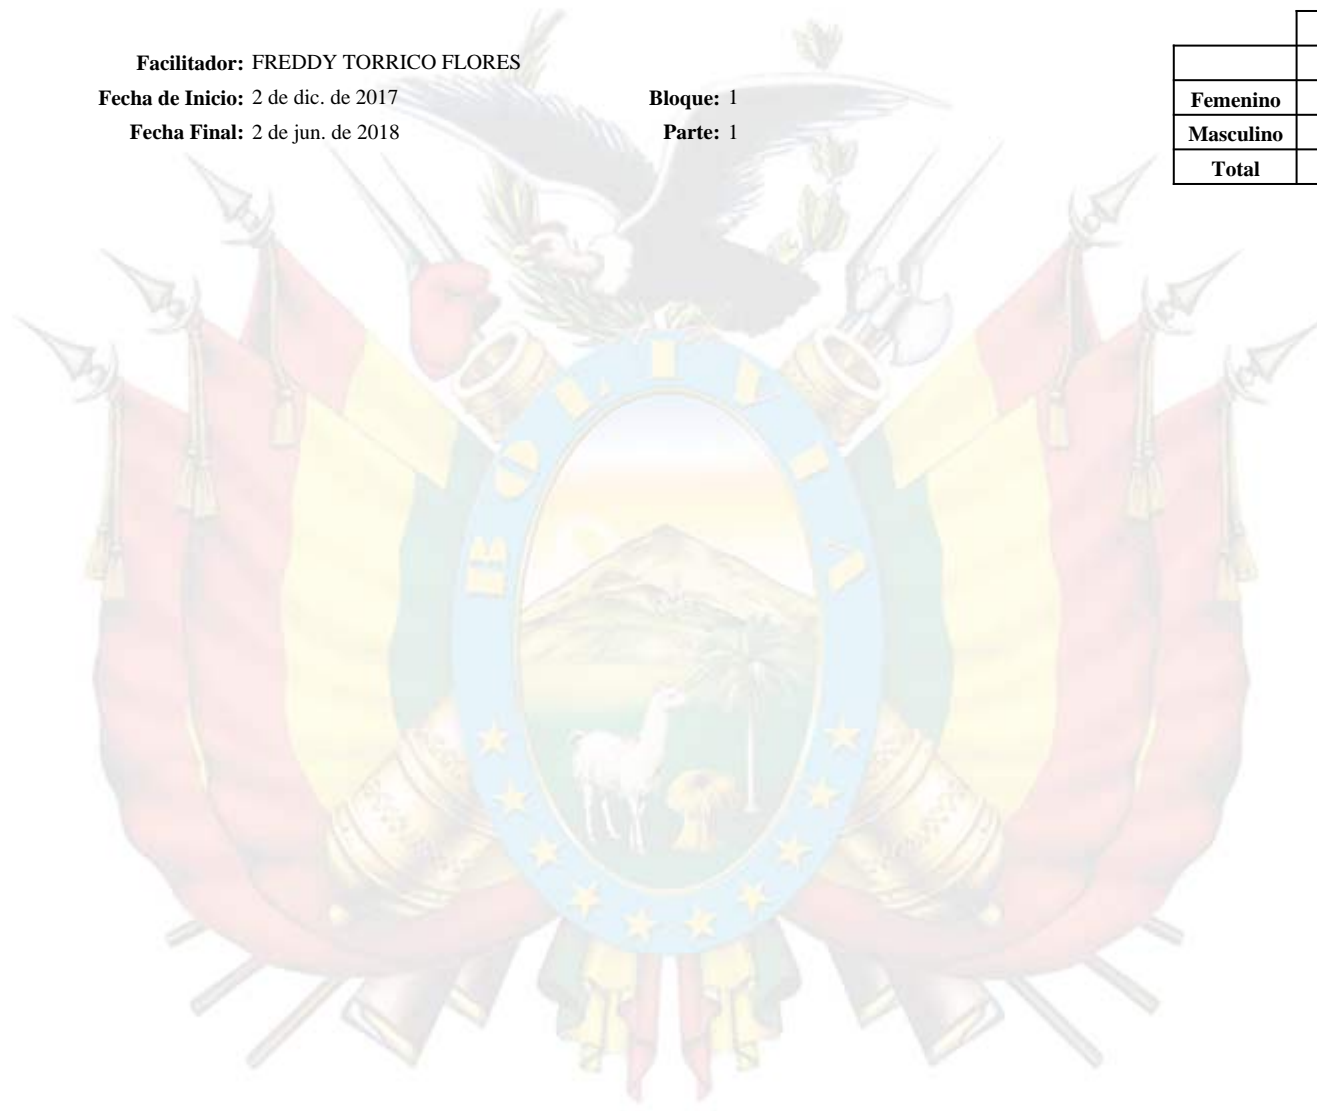 Facilitador: FREDDY TORRICO FLORES
Fecha de Inicio: 2 de dic. de 2017 Bloque: 1
Fecha Final: 2 de jun. de 2018 Parte: 1
Femenino
Masculino
Total
BOLIVIA